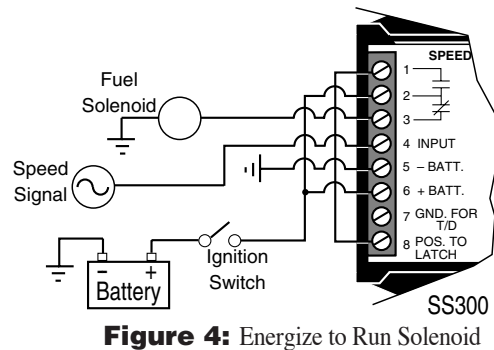 SPEED
1
2
3
4 INPUT
5 – BATT.
6 + BATT.
7 GND. FOR
T/D
8 POS. TO
LATCH
Fuel
Solenoid
Speed
Signal
Ignition
Switch
– +
Battery
SS300
Figure 4: Energize to Run Solenoid